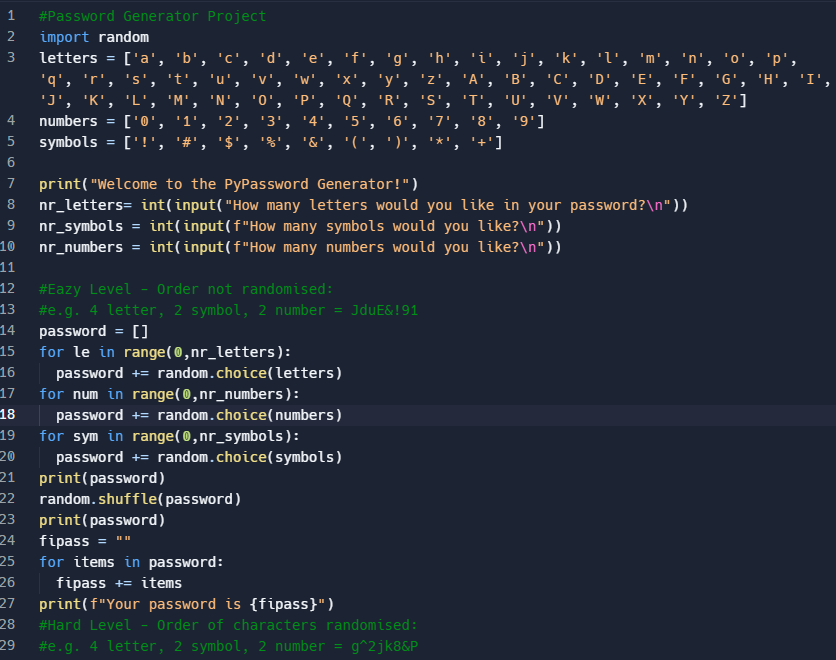 1 #Password Generator Project
2 import random
3 letters = ['a', 'b', 'c', 'd', 'e', 'f', 'g', 'h', 'i', 'j', 'k', 'l', 'm', 'n', 'o', 'p',
'q', 'r', 's', 't', 'u', 'v', 'w', 'x', 'y', 'z', 'A', 'B', 'C', 'D', 'E', 'F', 'G', 'H', 'I',
'J', 'K', 'L', 'M', 'N', 'O', 'P', 'Q', 'R', 'S', 'T', 'U', 'V', 'W', 'X', 'Y', 'Z']
4 numbers = ['0', '1', '2', '3', '4', '5', '6', '7', '8', '9']
5 symbols = ['!', '#', '$', '%', '&', '(', ')', '*', '+']
6
7 print("Welcome to the PyPassword Generator!")
8 nr_letters= int(input("How many letters would you like in your password?\n"))
9 nr_symbols = int(input(f"How many symbols would you like?\n"))
10 nr_numbers = int(input(f"How many numbers would you like?\n"))
11
12 #Eazy Level - Order not randomised:
13 #e.g. 4 letter, 2 symbol, 2 number = JduE&!91
14 password = []
15 for le in range(0,nr_letters):
16   password += random.choice(letters)
17 for num in range(0,nr_numbers):
18   password += random.choice(numbers)
19 for sym in range(0,nr_symbols):
20   password += random.choice(symbols)
21 print(password)
22 random.shuffle(password)
23 print(password)
24 fipass = ""
25 for items in password:
26   fipass += items
27 print(f"Your password is {fipass}")
28 #Hard Level - Order of characters randomised:
29 #e.g. 4 letter, 2 symbol, 2 number = g^2jk8&P